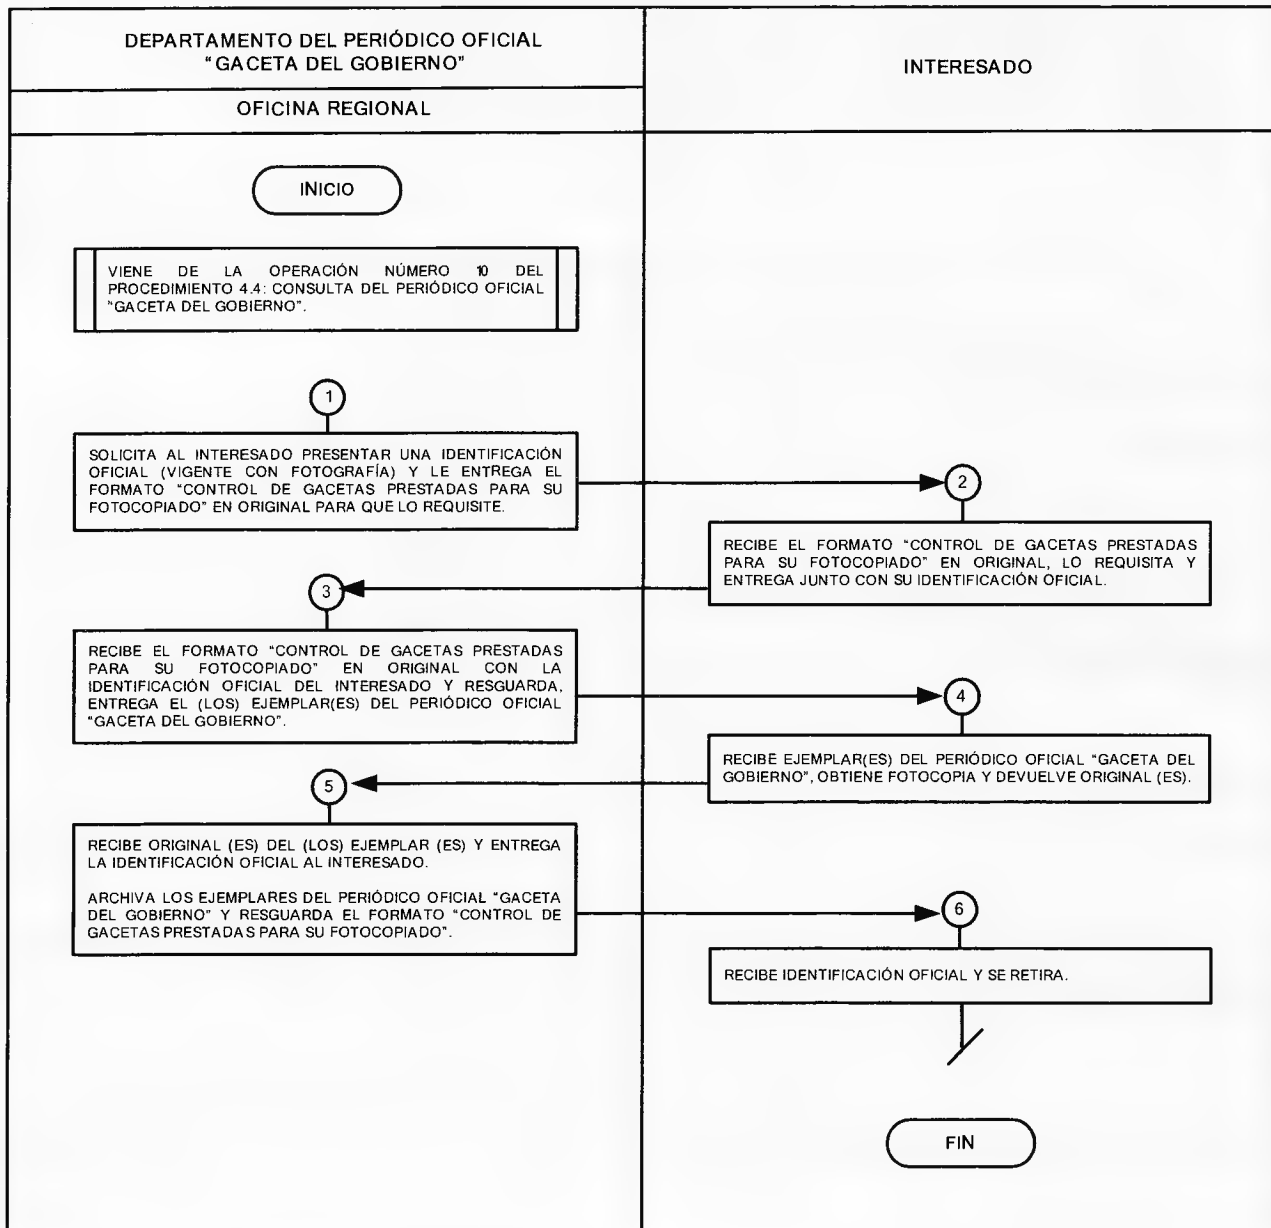 DEPARTAMENTO DEL PERIÓDICO OFICIAL
"GACETA DEL GOBIERNO"
INTERESADO
OFICINA REGIONAL
INICIO
VIENE DE LA OPERACIÓN NÚMERO 10 DEL
PROCEDIMIENTO 4.4: CONSULTA DEL PERIÓDICO OFICIAL
"GACETA DEL GOBIERNO".
1
SOLICITA AL INTERESADO PRESENTAR UNA IDENTIFICACIÓN
OFICIAL (VIGENTE CON FOTOGRAFÍA) Y LE ENTREGA EL
FORMATO "CONTROL DE GACETAS PRESTADAS PARA SU
FOTOCOPIADO" EN ORIGINAL PARA QUE LO REQUISITE.
2
RECIBE EL FORMATO "CONTROL DE GACETAS PRESTADAS
PARA SU FOTOCOPIADO" EN ORIGINAL, LO REQUISITA Y
ENTREGA JUNTO CON SU IDENTIFICACIÓN OFICIAL.
3
RECIBE EL FORMATO "CONTROL DE GACETAS PRESTADAS
PARA SU FOTOCOPIADO" EN ORIGINAL CON LA
IDENTIFICACIÓN OFICIAL DEL INTERESADO Y RESGUARDA,
ENTREGA EL (LOS) EJEMPLAR(ES) DEL PERIÓDICO OFICIAL
"GACETA DEL GOBIERNO".
4
RECIBE EJEMPLAR(ES) DEL PERIÓDICO OFICIAL "GACETA DEL
GOBIERNO", OBTIENE FOTOCOPIA Y DEVUELVE ORIGINAL (ES).
5
RECIBE ORIGINAL (ES) DEL (LOS) EJEMPLAR (ES) Y ENTREGA
LA IDENTIFICACIÓN OFICIAL AL INTERESADO.
ARCHIVA LOS EJEMPLARES DEL PERIÓDICO OFICIAL "GACETA
DEL GOBIERNO" Y RESGUARDA EL FORMATO "CONTROL DE
GACETAS PRESTADAS PARA SU FOTOCOPIADO".
6
RECIBE IDENTIFICACIÓN OFICIAL Y SE RETIRA.
FIN